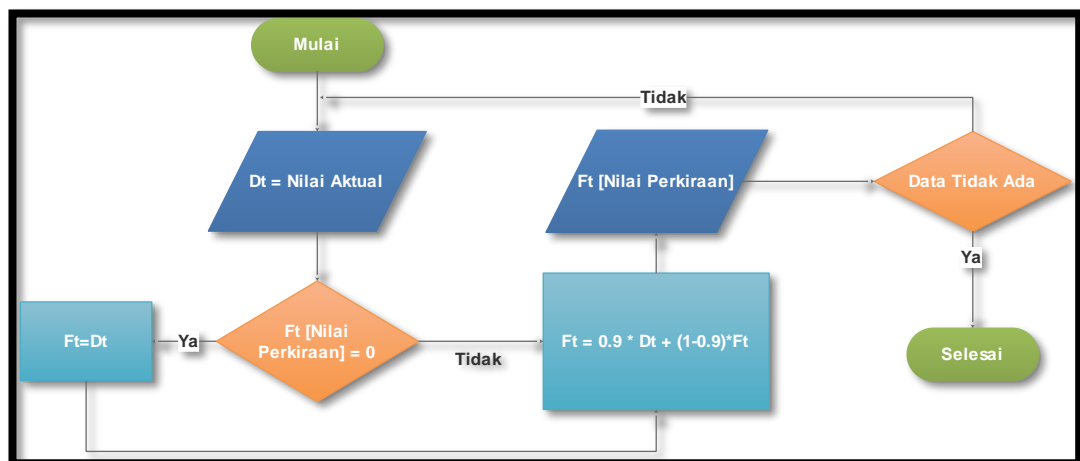 Mulai
Tidak
Dt = Nilai Aktual
Ft [Nilai Perkiraan]
Data Tidak Ada
Ya
Ft=Dt
Ya
Ft [Nilai
Perkiraan] = 0
Tidak
Ft = 0.9 * Dt + (1-0.9)*Ft
Selesai